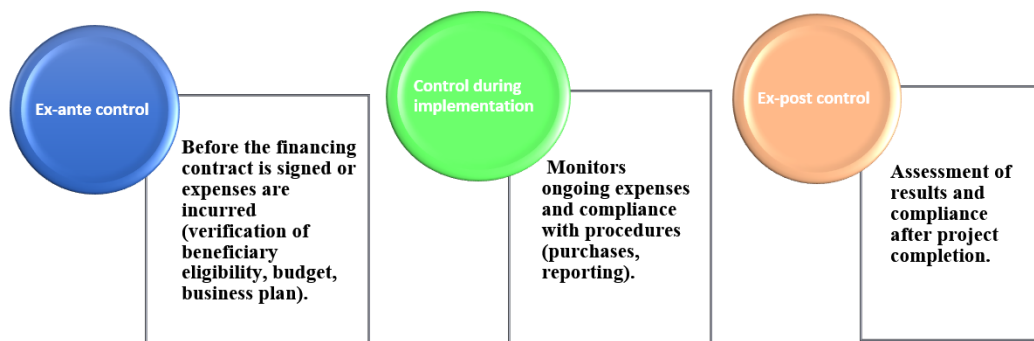 Ex-ante control
Before the financing
contract is signed or
expenses are
incurred
(verification of
beneficiary
eligibility, budget,
business plan).
Control during
implementation
Monitors
ongoing expenses
and compliance
with procedures
(purchases,
reporting).
Ex-post control
Assessment of
results and
compliance
after project
completion.